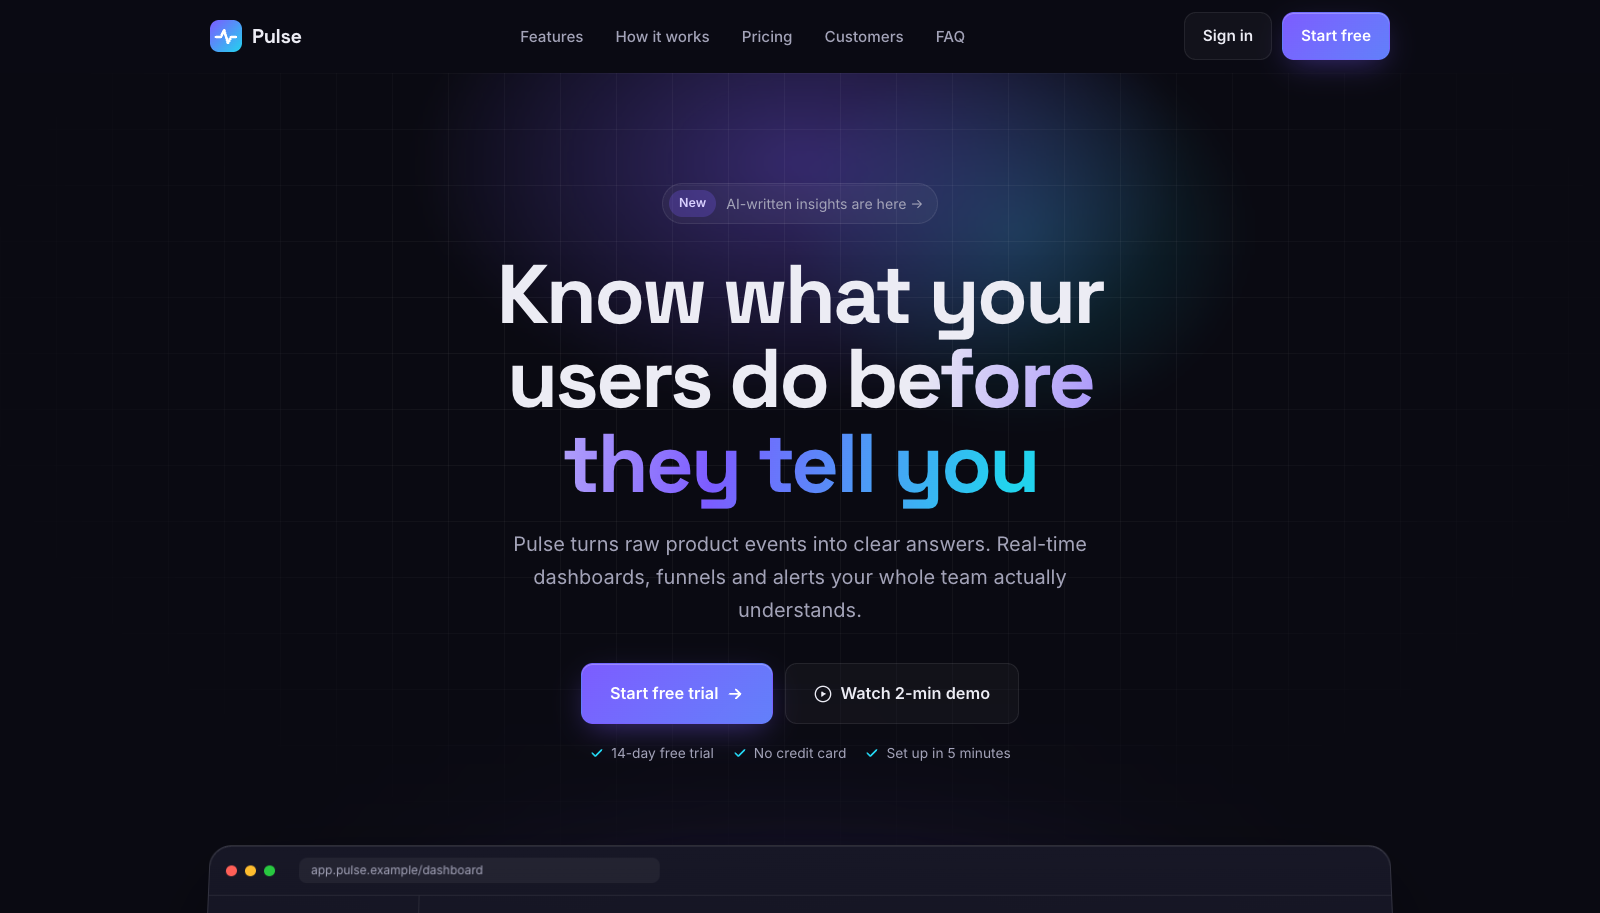 Pulse
Features
How it works
Pricing
Customers
FAQ
Sign in
Start free
New AI-written insights are here →
Know what your
users do before
they tell you
Pulse turns raw product events into clear answers. Real-time
dashboards, funnels and alerts your whole team actually
understands.
Start free trial →
Watch 2-min demo
14-day free trial
No credit card
Set up in 5 minutes
app.pulse.example/dashboard